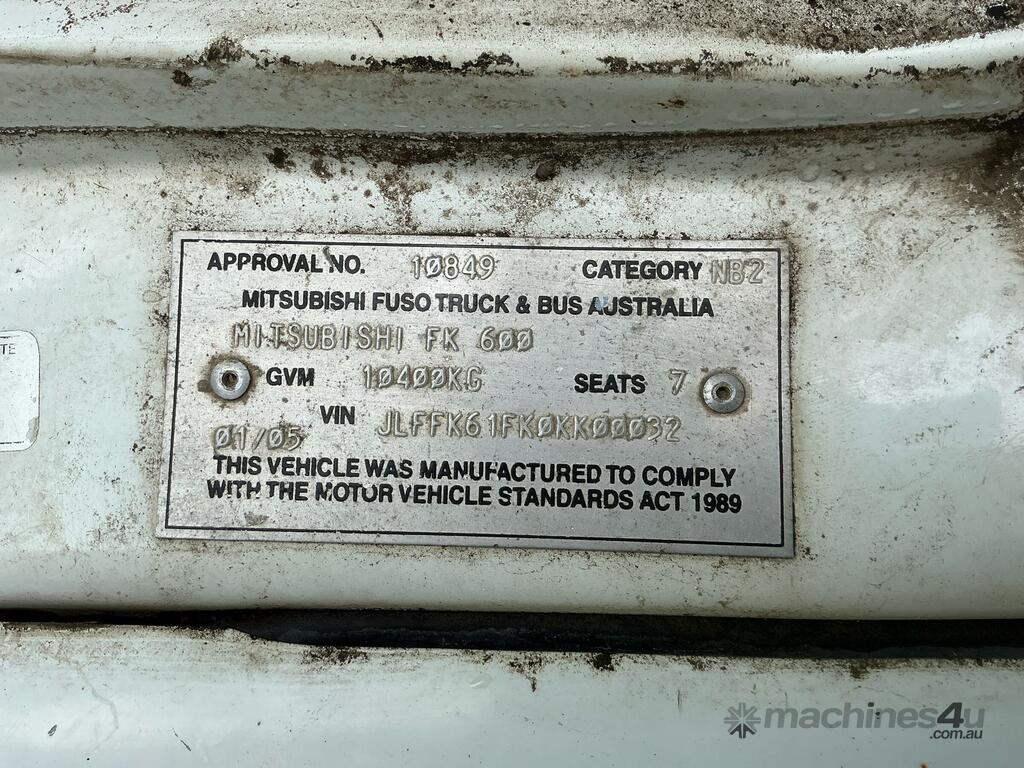 APPROVAL NO. 10849 CATEGORY NB2
MITSUBISHI FUSO TRUCK & BUS AUSTRALIA
MITSUBISHI FK 600
GVM 10400KG SEATS 7
VIN JLFFK61FK0KK00032
01/05
THIS VEHICLE WAS MANUFACTURED TO COMPLY
WITH THE MOTOR VEHICLE STANDARDS ACT 1989
TE
machines4u
.com.au